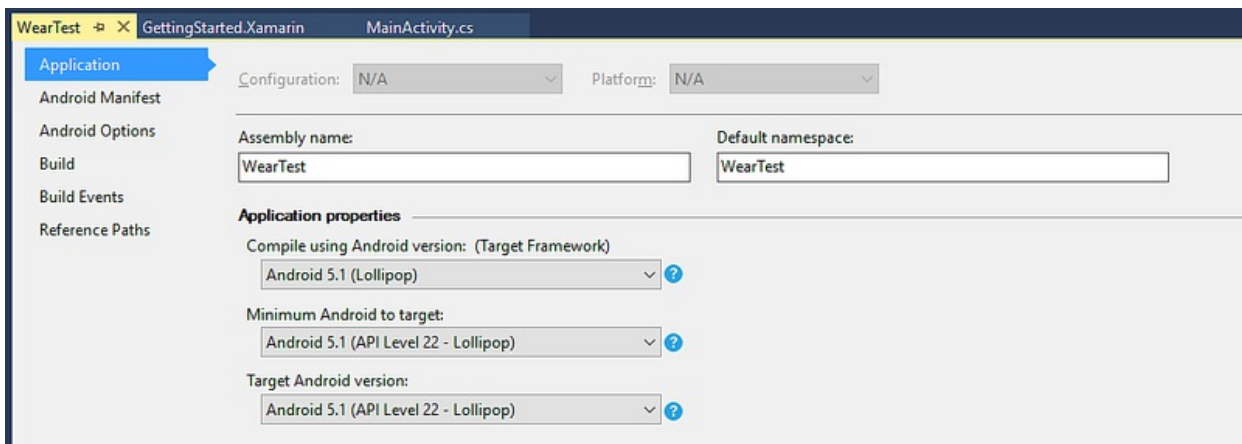 WearTest GettingStarted.Xamarin MainActivity.cs
Application
Android Manifest
Android Options
Build
Build Events
Reference Paths
Configuration: N/A Platform: N/A
Assembly name: Default namespace:
WearTest WearTest
Application properties
Compile using Android version: (Target Framework)
Android 5.1 (Lollipop) ?
Minimum Android to target:
Android 5.1 (API Level 22 - Lollipop) ?
Target Android version:
Android 5.1 (API Level 22 - Lollipop) ?